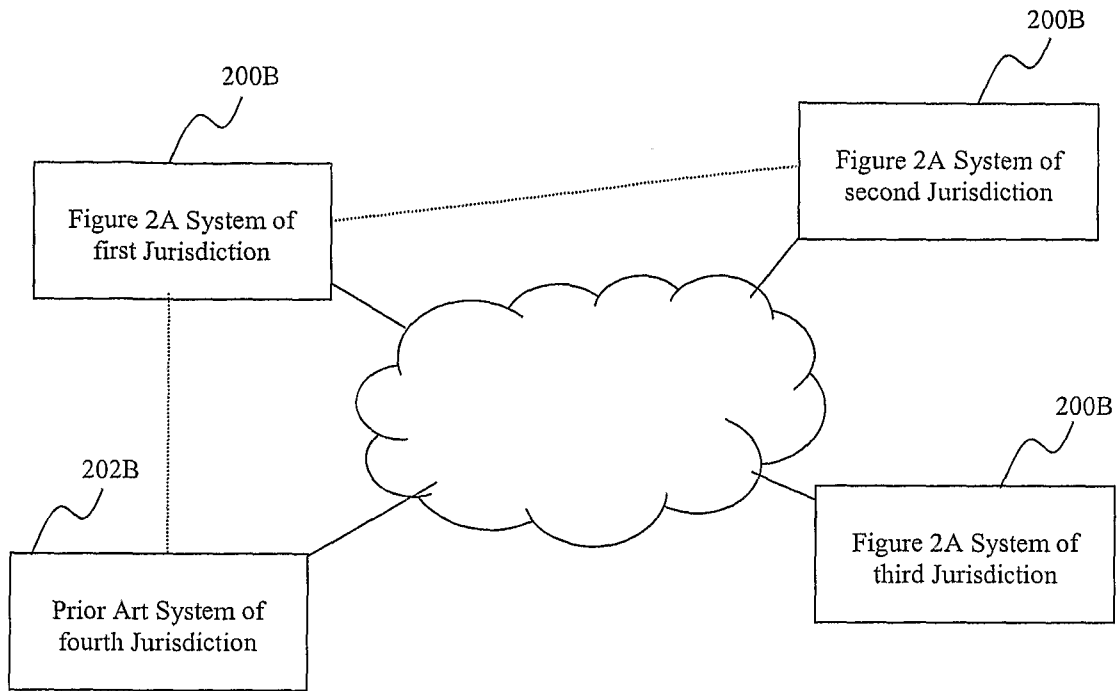 200B
200B
Figure 2A System of
second Jurisdiction
Figure 2A System of
first Jurisdiction
200B
202B
Figure 2A System of
third Jurisdiction
Prior Art System of
fourth Jurisdiction